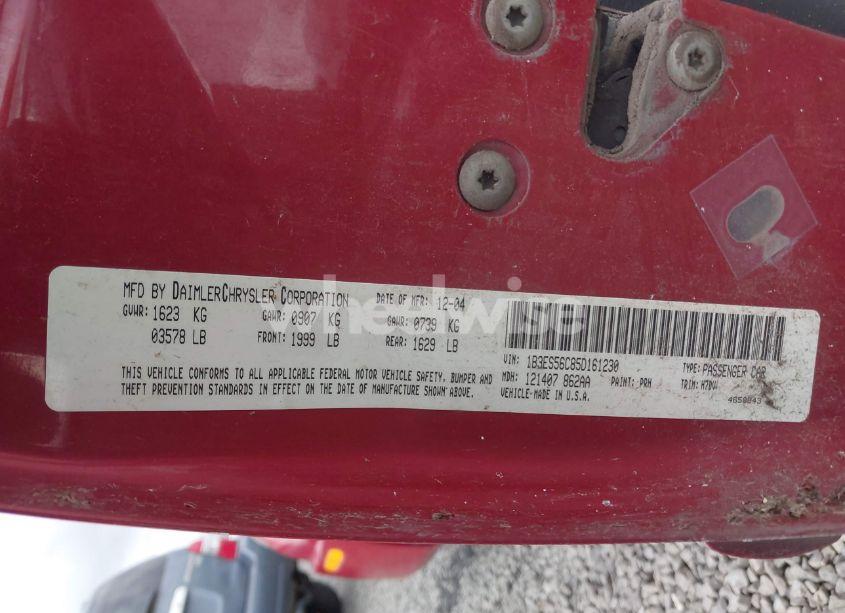 MFD BY DAIMLERCHRYSLER CORPORATION DATE OF MFR: 12-04
GVWR: 1623 KG GAWR: 0907 KG GAWR: 0739 KG
03578 LB FRONT: 1999 LB REAR: 1629 LB
THIS VEHICLE CONFORMS TO ALL APPLICABLE FEDERAL MOTOR VEHICLE SAFETY, BUMPER AND
THEFT PREVENTION STANDARDS IN EFFECT ON THE DATE OF MANUFACTURE SHOWN ABOVE.
VIN: 1B3ES56C85D161230 TYPE: PASSENGER CAR
MDH: 121407 862AA PAINT: PRH TRIM:
VEHICLE MADE IN U.S.A.
wheelwise